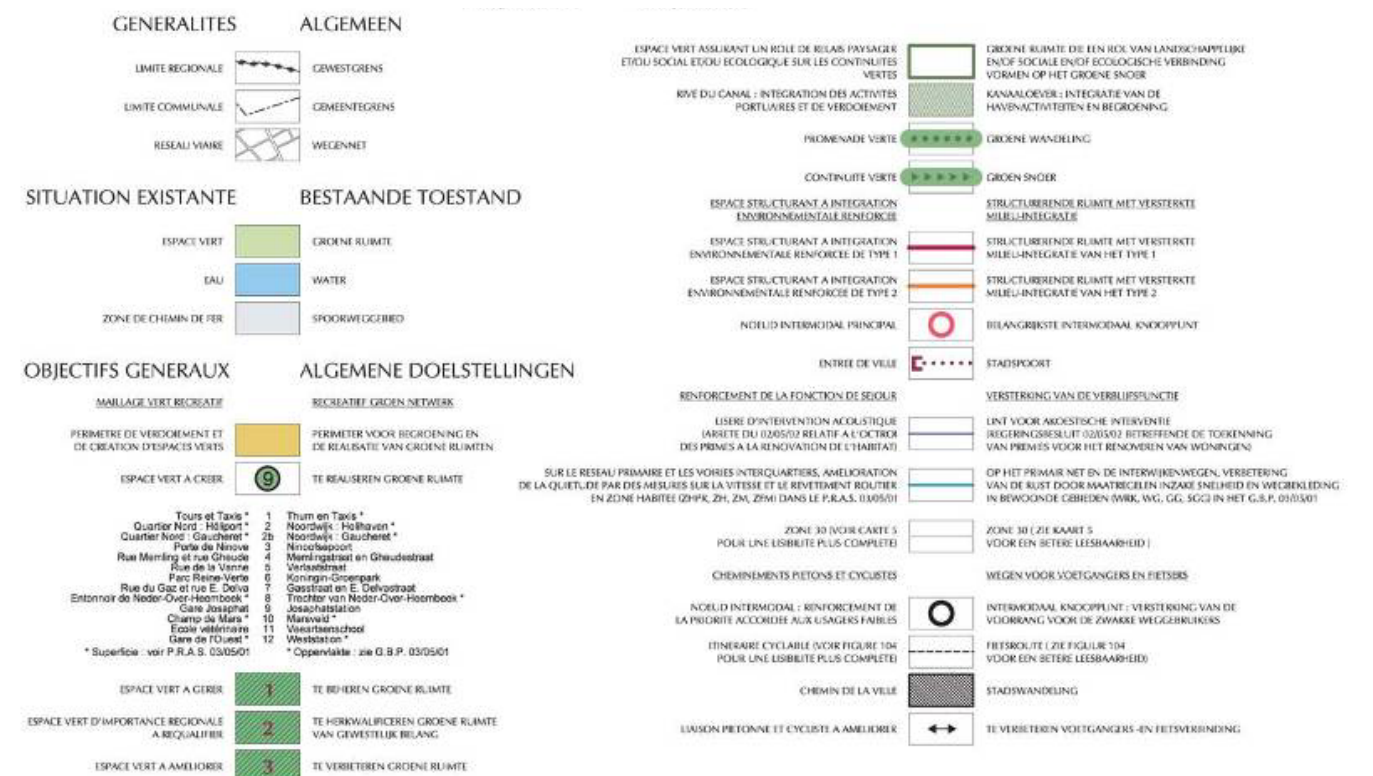 GENERALITES ALGEMEEN
LIMITE REGIONALE GEWESTGRENS
LIMITE COMMUNALE GEMEENTEGRENS
RESEAU VIAIRE WEGENNET
SITUATION EXISTANTE BESTAANDE TOESTAND
ESPACE VERT GROENE RUIMTE
EAU WATER
ZONE DE CHEMIN DE FER SPOORWEGGEBIED
OBJECTIFS GENERAUX ALGEMENE DOELSTELLINGEN
MAILLAGE VERT RECREATIF RECREATIEF GROEN NETWERK
PERIMETRE DE VERDOIEMENT ET PERIMETER VOOR BEGROENING EN
DE CREATION D'ESPACES VERTS DE REALISATIE VAN GROENE RUIMTEN
ESPACE VERT A CREER 9 TE REALISEREN GROENE RUIMTE
Tours et Taxis * 1 Thurn en Taxis *
Quartier Nord : Héliport * 2 Noordwijk : Helihaven *
Quartier Nord : Gaucheret * 2b Noordwijk : Gaucheret *
Porte de Ninove 3 Ninoofsepoort
Rue Memling et rue Gheude 4 Memlingstraat en Gheudestraat
Rue de la Vanne 5 Verlaatstraat
Parc Reine-Verte 6 Koningin-Groenpark
Rue du Gaz et rue E. Delva 7 Gasstraat en E. Delvastraat
Entonnoir de Neder-Over-Heembeek * 8 Trechter van Neder-Over-Heembeek *
Gare Josaphat 9 Josaphatstation
Champ de Mars * 10 Marsveld *
Ecole vétérinaire 11 Veeartsenschool
Gare de l'Ouest * 12 Weststation *
* Superficie : voir P.R.A.S. 03/05/01 * Oppervlakte : zie G.B.P. 03/05/01
ESPACE VERT A GERER 1 TE BEHEREN GROENE RUIMTE
ESPACE VERT D'IMPORTANCE REGIONALE TE HERKWALIFICEREN GROENE RUIMTE
A REQUALIFIER 2 VAN GEWESTELIJK BELANG
ESPACE VERT A AMELIORER 3 TE VERBETEREN GROENE RUIMTE
ESPACE VERT ASSURANT UN ROLE DE RELAIS PAYSAGER GROENE RUIMTE DIE EEN ROL VAN LANDSCHAPPELIJKE
ET/OU SOCIAL ET/OU ECOLOGIQUE SUR LES CONTINUITES EN/OF SOCIALE EN/OF ECOLOGISCHE VERBINDING
VERTES VORMEN OP HET GROENE SNOER
RIVE DU CANAL : INTEGRATION DES ACTIVITES KANAALOEVER : INTEGRATIE VAN DE
PORTUAIRES ET DE VERDOIEMENT HAVENACTIVITEITEN EN BEGROENING
PROMENADE VERTE GROENE WANDELING
CONTINUITE VERTE GROEN SNOER
ESPACE STRUCTURANT A INTEGRATION STRUCTURERENDE RUIMTE MET VERSTERKTE
ENVIRONNEMENTALE RENFORCEE MILIEU-INTEGRATIE
ESPACE STRUCTURANT A INTEGRATION STRUCTURERENDE RUIMTE MET VERSTERKTE
ENVIRONNEMENTALE RENFORCEE DE TYPE 1 MILIEU-INTEGRATIE VAN HET TYPE 1
ESPACE STRUCTURANT A INTEGRATION STRUCTURERENDE RUIMTE MET VERSTERKTE
ENVIRONNEMENTALE RENFORCEE DE TYPE 2 MILIEU-INTEGRATIE VAN HET TYPE 2
NOEUD INTERMODAL PRINCIPAL BELANGRIJKSTE INTERMODAAL KNOOPPUNT
ENTREE DE VILLE STADSPOORT
RENFORCEMENT DE LA FONCTION DE SEJOUR VERSTERKING VAN DE VERBLIJFSFUNCTIE
LISERE D'INTERVENTION ACOUSTIQUE LINT VOOR AKOESTISCHE INTERVENTIE
(ARRETE DU 02/05/02 RELATIF A L'OCTROI (REGERINGSBESLUIT 02/05/02 BETREFFENDE DE TOEKENNING
DES PRIMES A LA RENOVATION DE L'HABITAT) VAN PREMIES VOOR HET RENOVEREN VAN WONINGEN)
SUR LE RESEAU PRIMAIRE ET LES VOIRIES INTERQUARTIERS, AMELIORATION OP HET PRIMAIR NET EN DE INTERWIJKENWEGEN, VERBETERING
DE LA QUIETUDE PAR DES MESURES SUR LA VITESSE ET LE REVETEMENT ROUTIER VAN DE RUST DOOR MAATREGELEN INZAKE SNELHEID EN WEGBEKLEDING
EN ZONE HABITEE (ZHPR, ZH, ZM, ZFM) DANS LE P.R.A.S. 03/05/01 IN BEWOONDE GEBIEDEN (WRK, WG, GG, SGG) IN HET G.B.P. 03/05/01
ZONE 30 (VOIR CARTE 5 ZONE 30 ( ZIE KAART 5
POUR UNE LISIBILITE PLUS COMPLETE) VOOR EEN BETERE LEESBAARHEID )
CHEMINEMENTS PIETONS ET CYCLISTES WEGEN VOOR VOETGANGERS EN FIETSERS
NOEUD INTERMODAL : RENFORCEMENT DE INTERMODAAL KNOOPPUNT : VERSTERKING VAN DE
LA PRIORITE ACCORDEE AUX USAGERS FAIBLES VOORRANG VOOR DE ZWAKKE WEGGEBRUIKERS
ITINERAIRE CYCLABLE (VOIR FIGURE 104 FIETSROUTE ( ZIE FIGUUR 104
POUR UNE LISIBILITE PLUS COMPLETE) VOOR EEN BETERE LEESBAARHEID)
CHEMIN DE LA VILLE STADSWANDELING
LIAISON PIETONNE ET CYCLISTE A AMELIORER TE VERBETEREN VOETGANGERS -EN FIETSVERBINDING